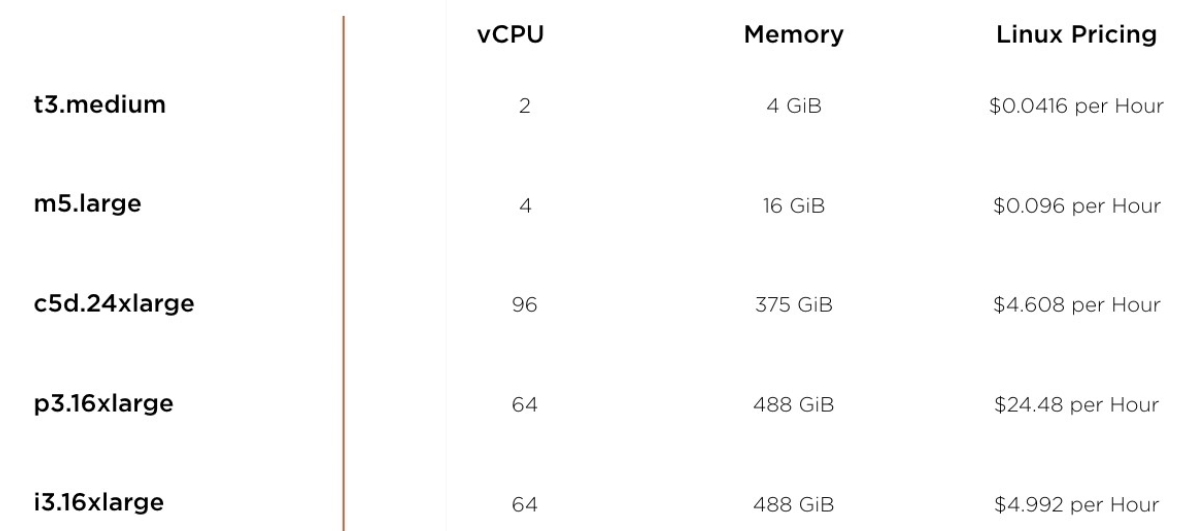 vCPU Memory Linux Pricing
t3.medium 2 4 GiB $0.0416 per Hour
m5.large 4 16 GiB $0.096 per Hour
c5d.24xlarge 96 375 GiB $4.608 per Hour
p3.16xlarge 64 488 GiB $24.48 per Hour
i3.16xlarge 64 488 GiB $4.992 per Hour